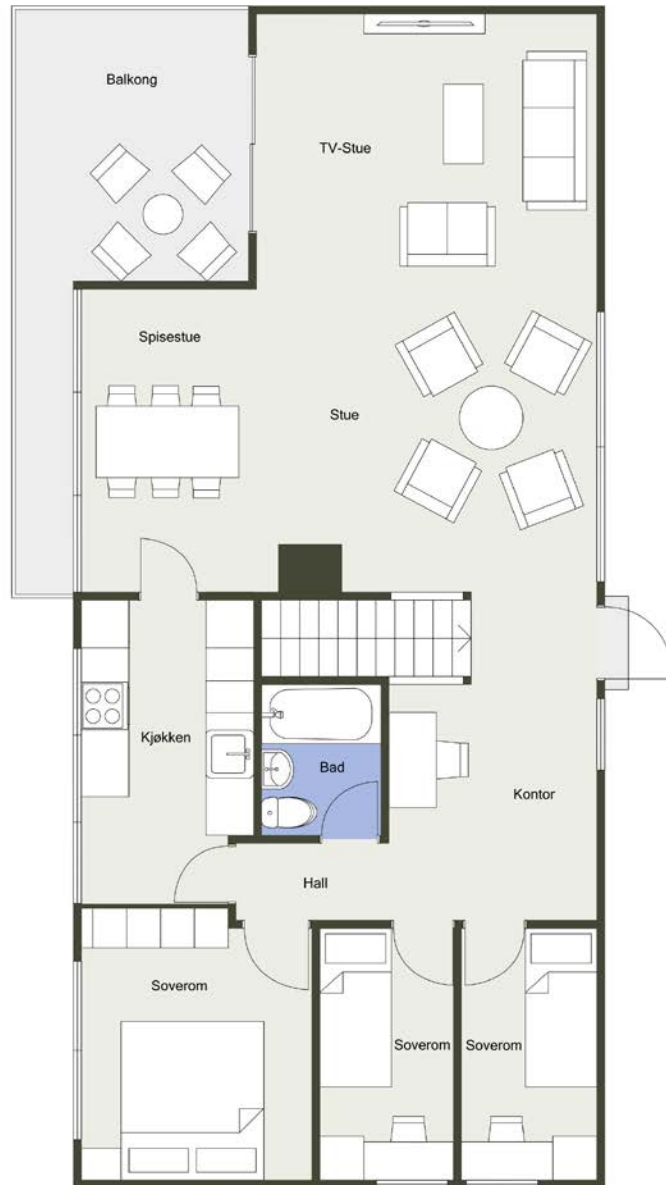 Balkong
TV-Stue
Spisestue
Stue
Kjøkken
Bad
Kontor
Hall
Soverom
Soverom
Soverom